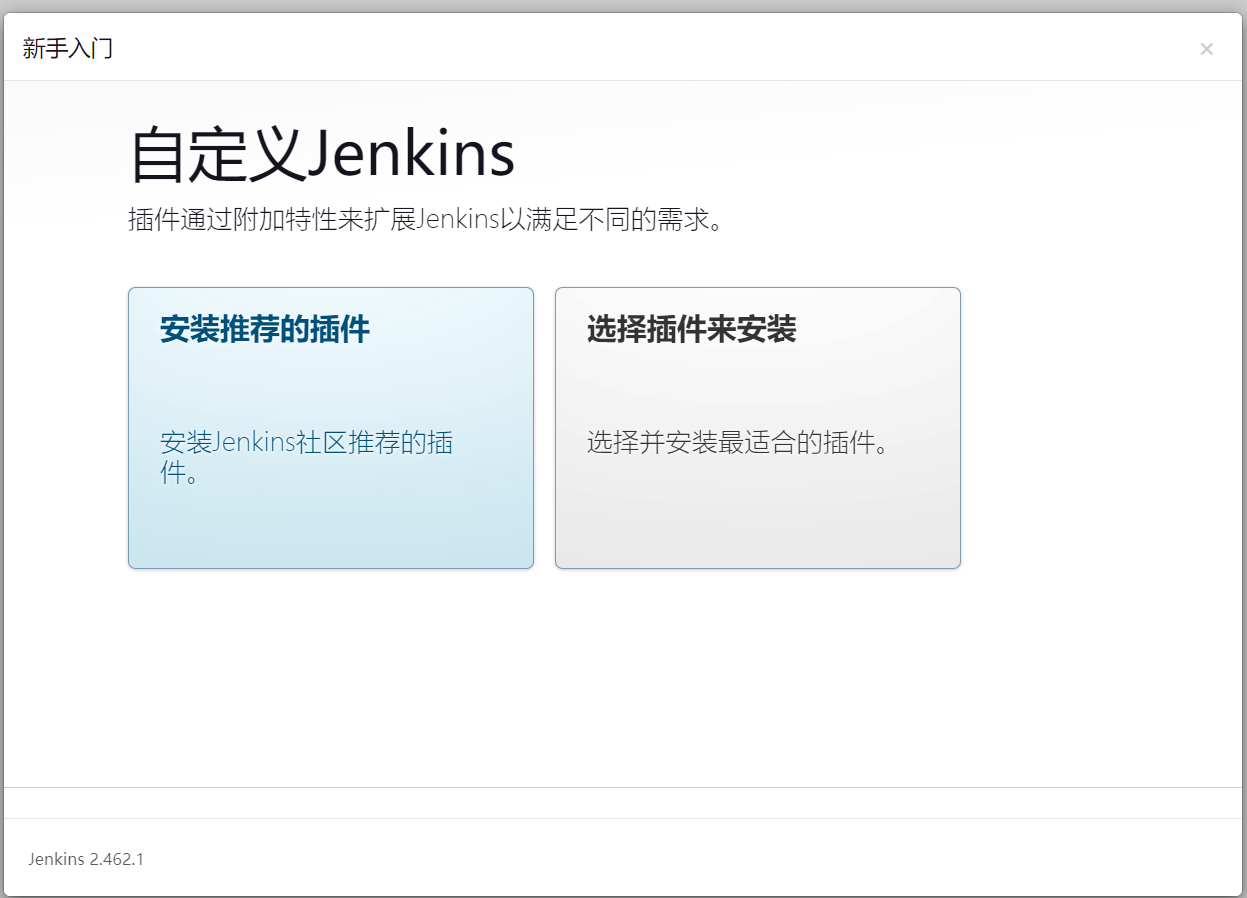 新手入门
×
自定义Jenkins
插件通过附加特性来扩展Jenkins以满足不同的需求。
安装推荐的插件
安装Jenkins社区推荐的插
件。
选择插件来安装
选择并安装最适合的插件。
Jenkins 2.462.1